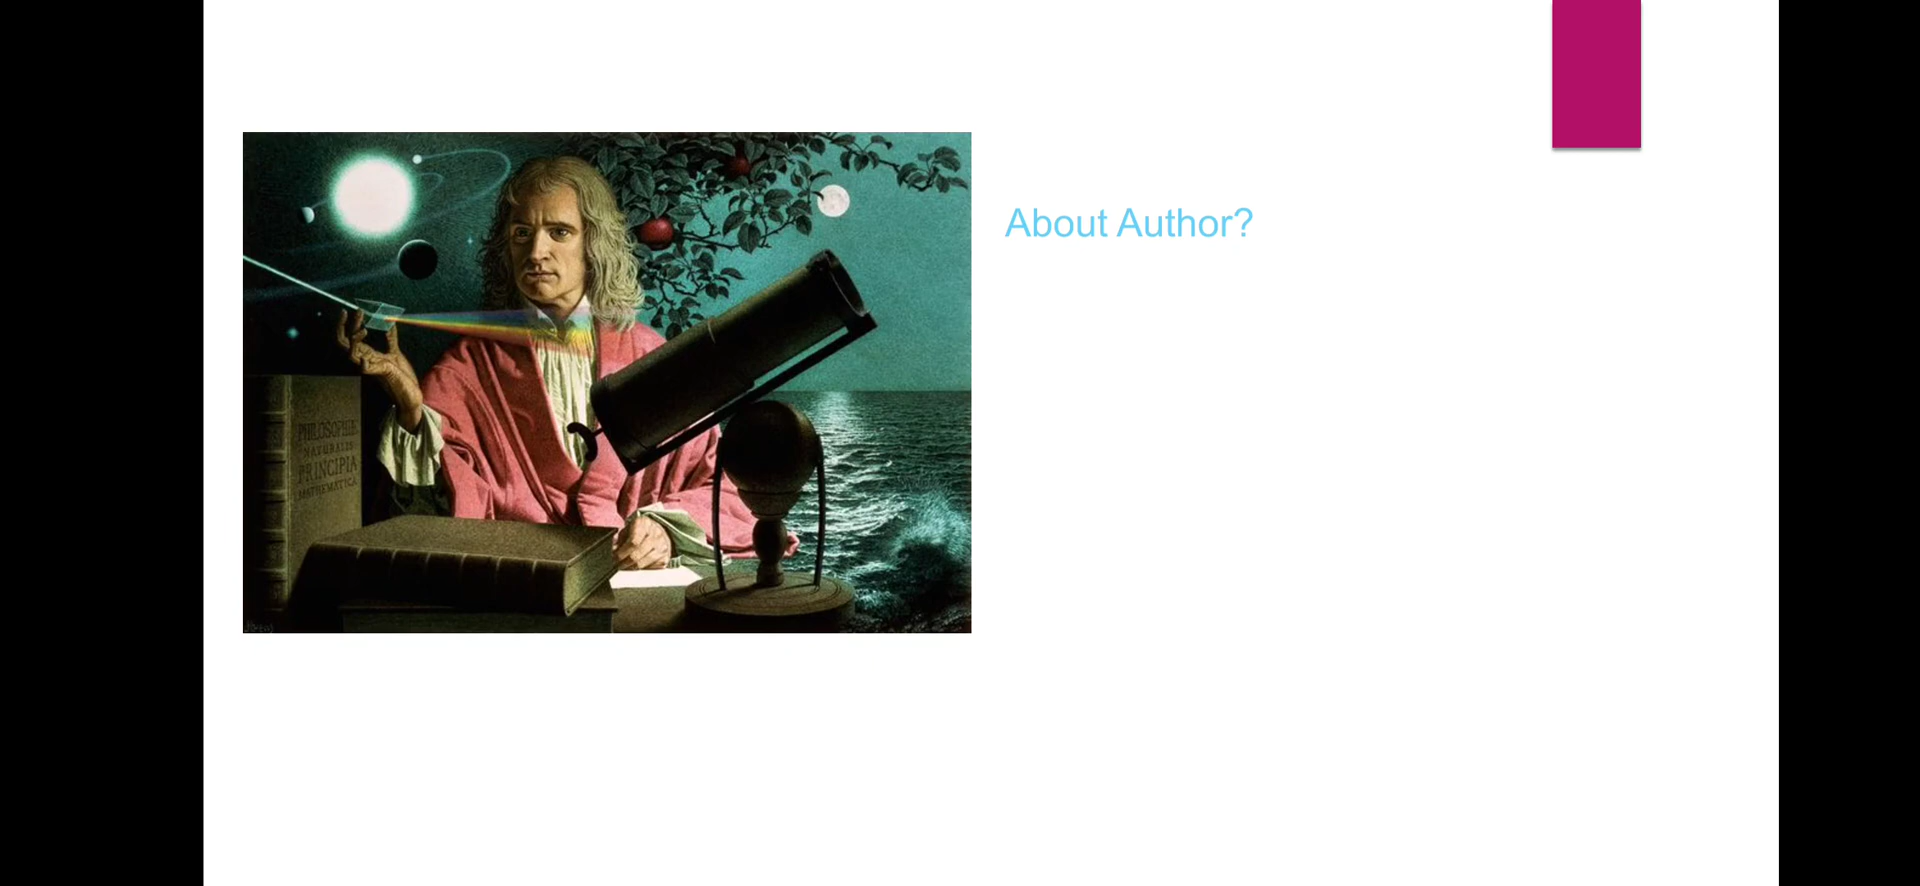 About Author?
PHILOSOPHIÆ
NATURALIS
PRINCIPIA
MATHEMATICA